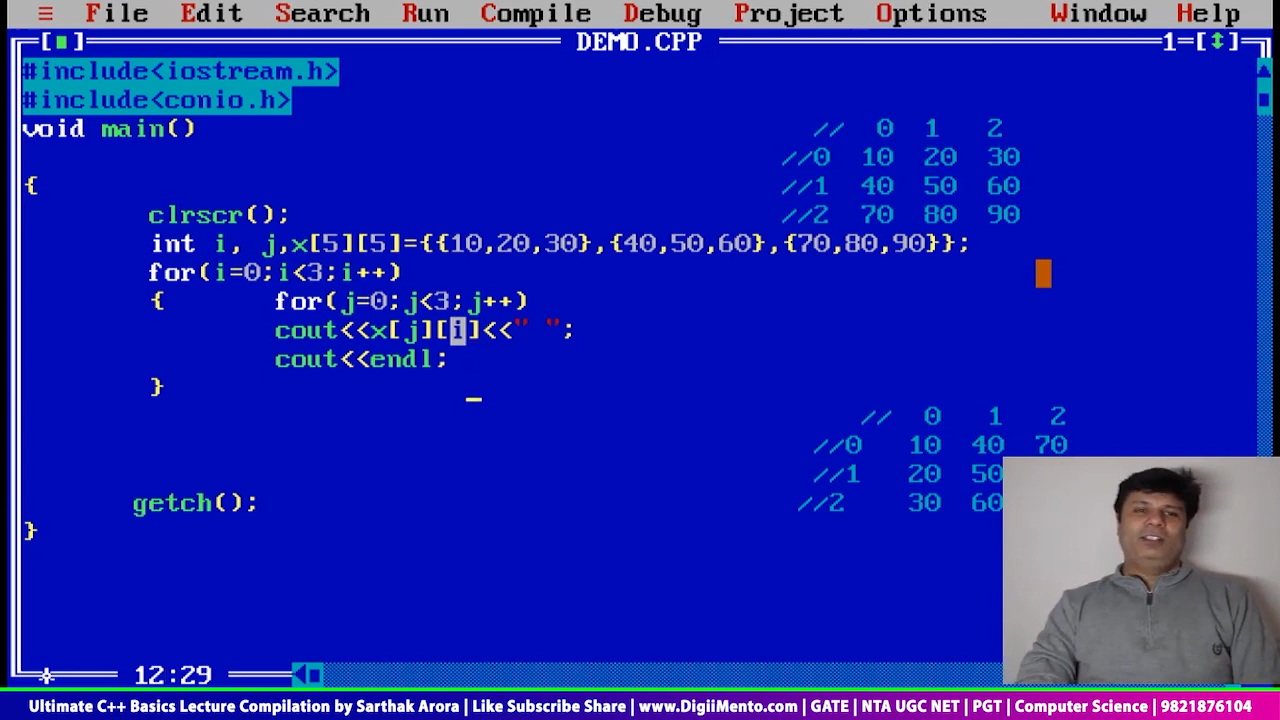 ≡ File Edit Search Run Compile Debug Project Options Window Help
[■] DEMO.CPP 1=[↕]
#include<iostream.h>
#include<conio.h>
void main() // 0 1 2
//0 10 20 30
{ //1 40 50 60
clrscr(); //2 70 80 90
int i, j,x[5][5]={{10,20,30},{40,50,60},{70,80,90}};
for(i=0;i<3;i++)
{ for(j=0;j<3;j++)
cout<<x[j][i]<<" ";
cout<<endl;
}
// 0 1 2
//0 10 40 70
//1 20 50
getch(); //2 30 60
}
12:29
Ultimate C++ Basics Lecture Compilation by Sarthak Arora | Like Subscribe Share | www.DigiiMento.com | GATE | NTA UGC NET | PGT | Computer Science | 9821876104